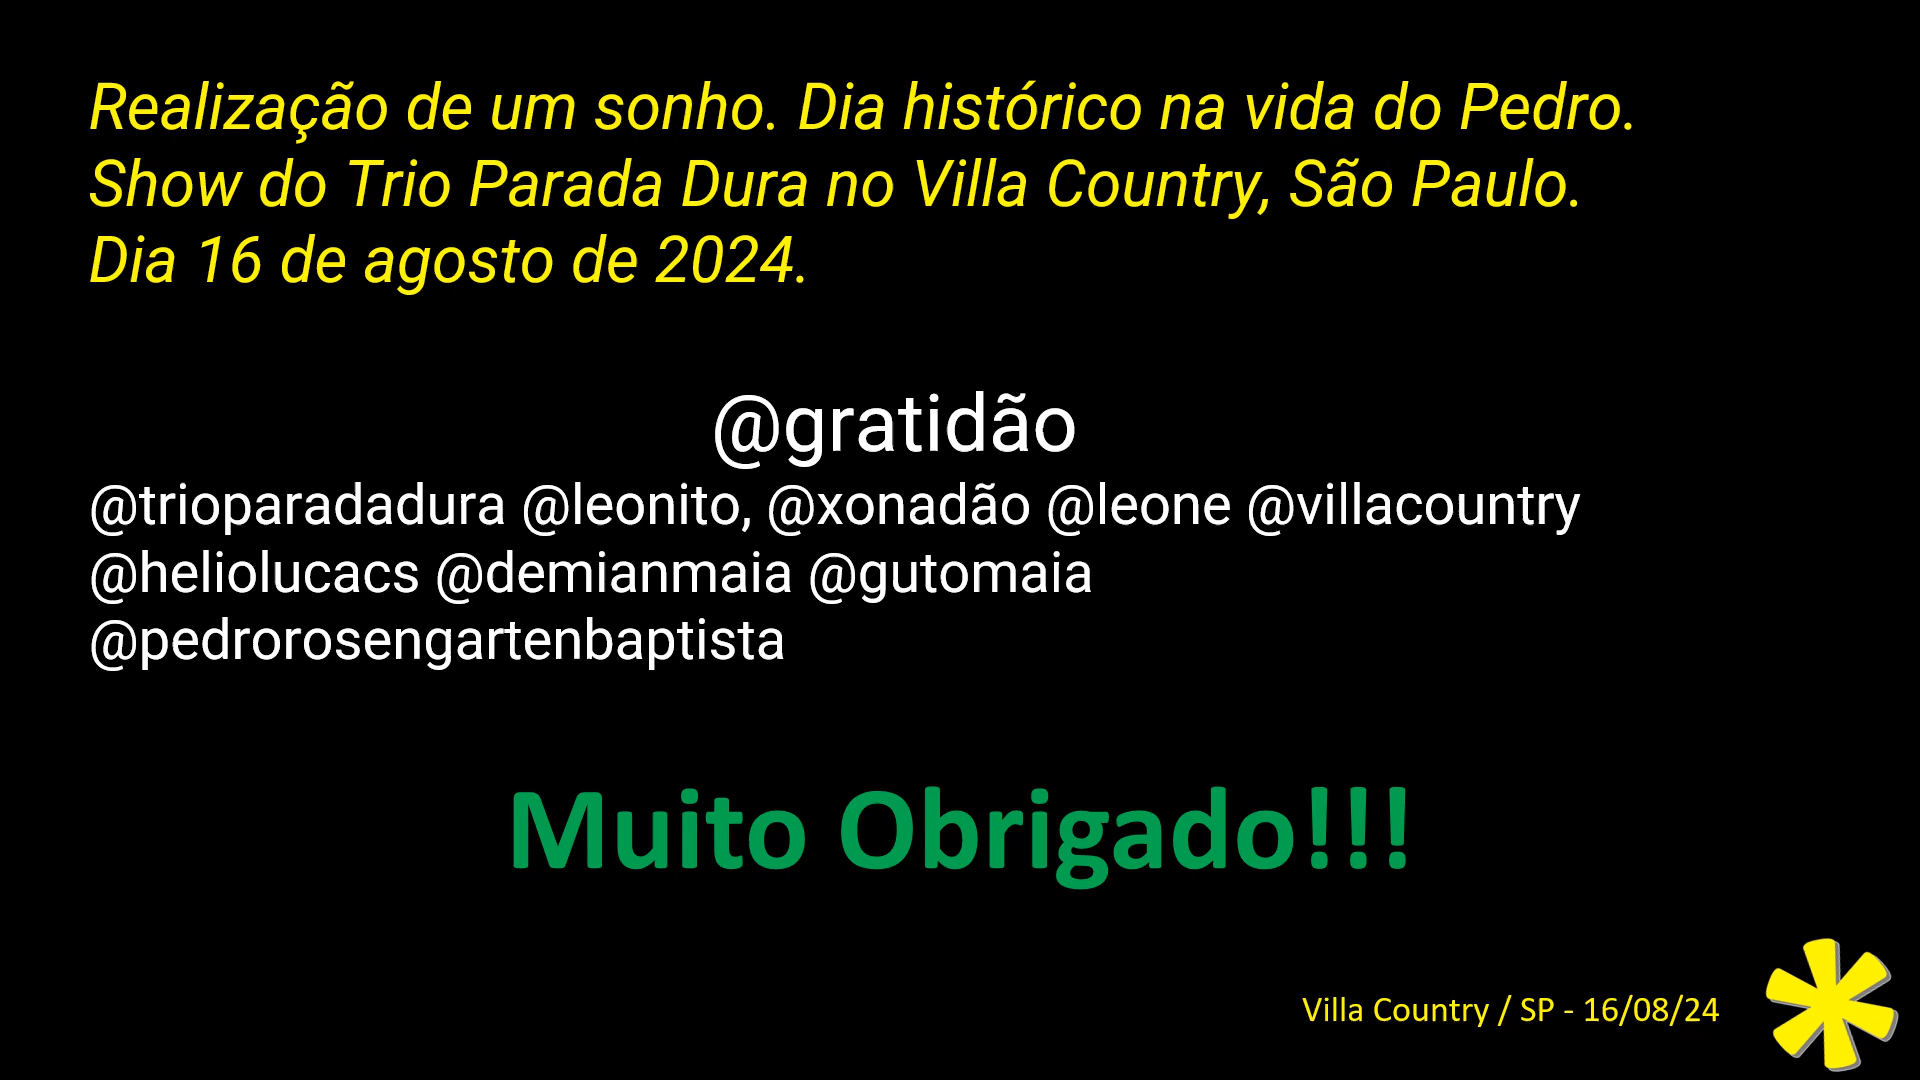 Realização de um sonho. Dia histórico na vida do Pedro.
Show do Trio Parada Dura no Villa Country, São Paulo.
Dia 16 de agosto de 2024.
@gratidão
@trioparadadura @leonito, @xonadão @leone @villacountry
@heliolucacs @demianmaia @gutomaia
@pedrorosengartenbaptista
Muito Obrigado!!!
Villa Country / SP - 16/08/24